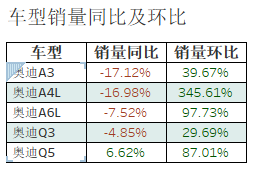 车型销量同比及环比
车型 销量同比 销量环比
奥迪A3 -17.12% 39.67%
奥迪A4L -16.98% 345.61%
奥迪A6L -7.52% 97.73%
奥迪Q3 -4.85% 29.69%
奥迪Q5 6.62% 87.01%